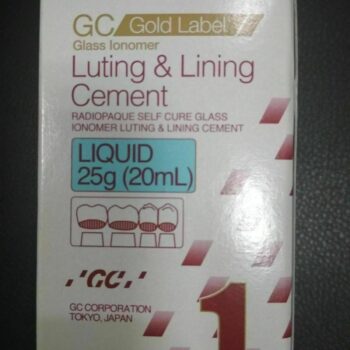 GC Gold Label
Glass Ionomer
Luting & Lining
Cement
RADIOPAQUE SELF CURE GLASS
IONOMER LUTING & LINING CEMENT
LIQUID
25g (20mL)
'GC.'
GC CORPORATION
TOKYO, JAPAN
1